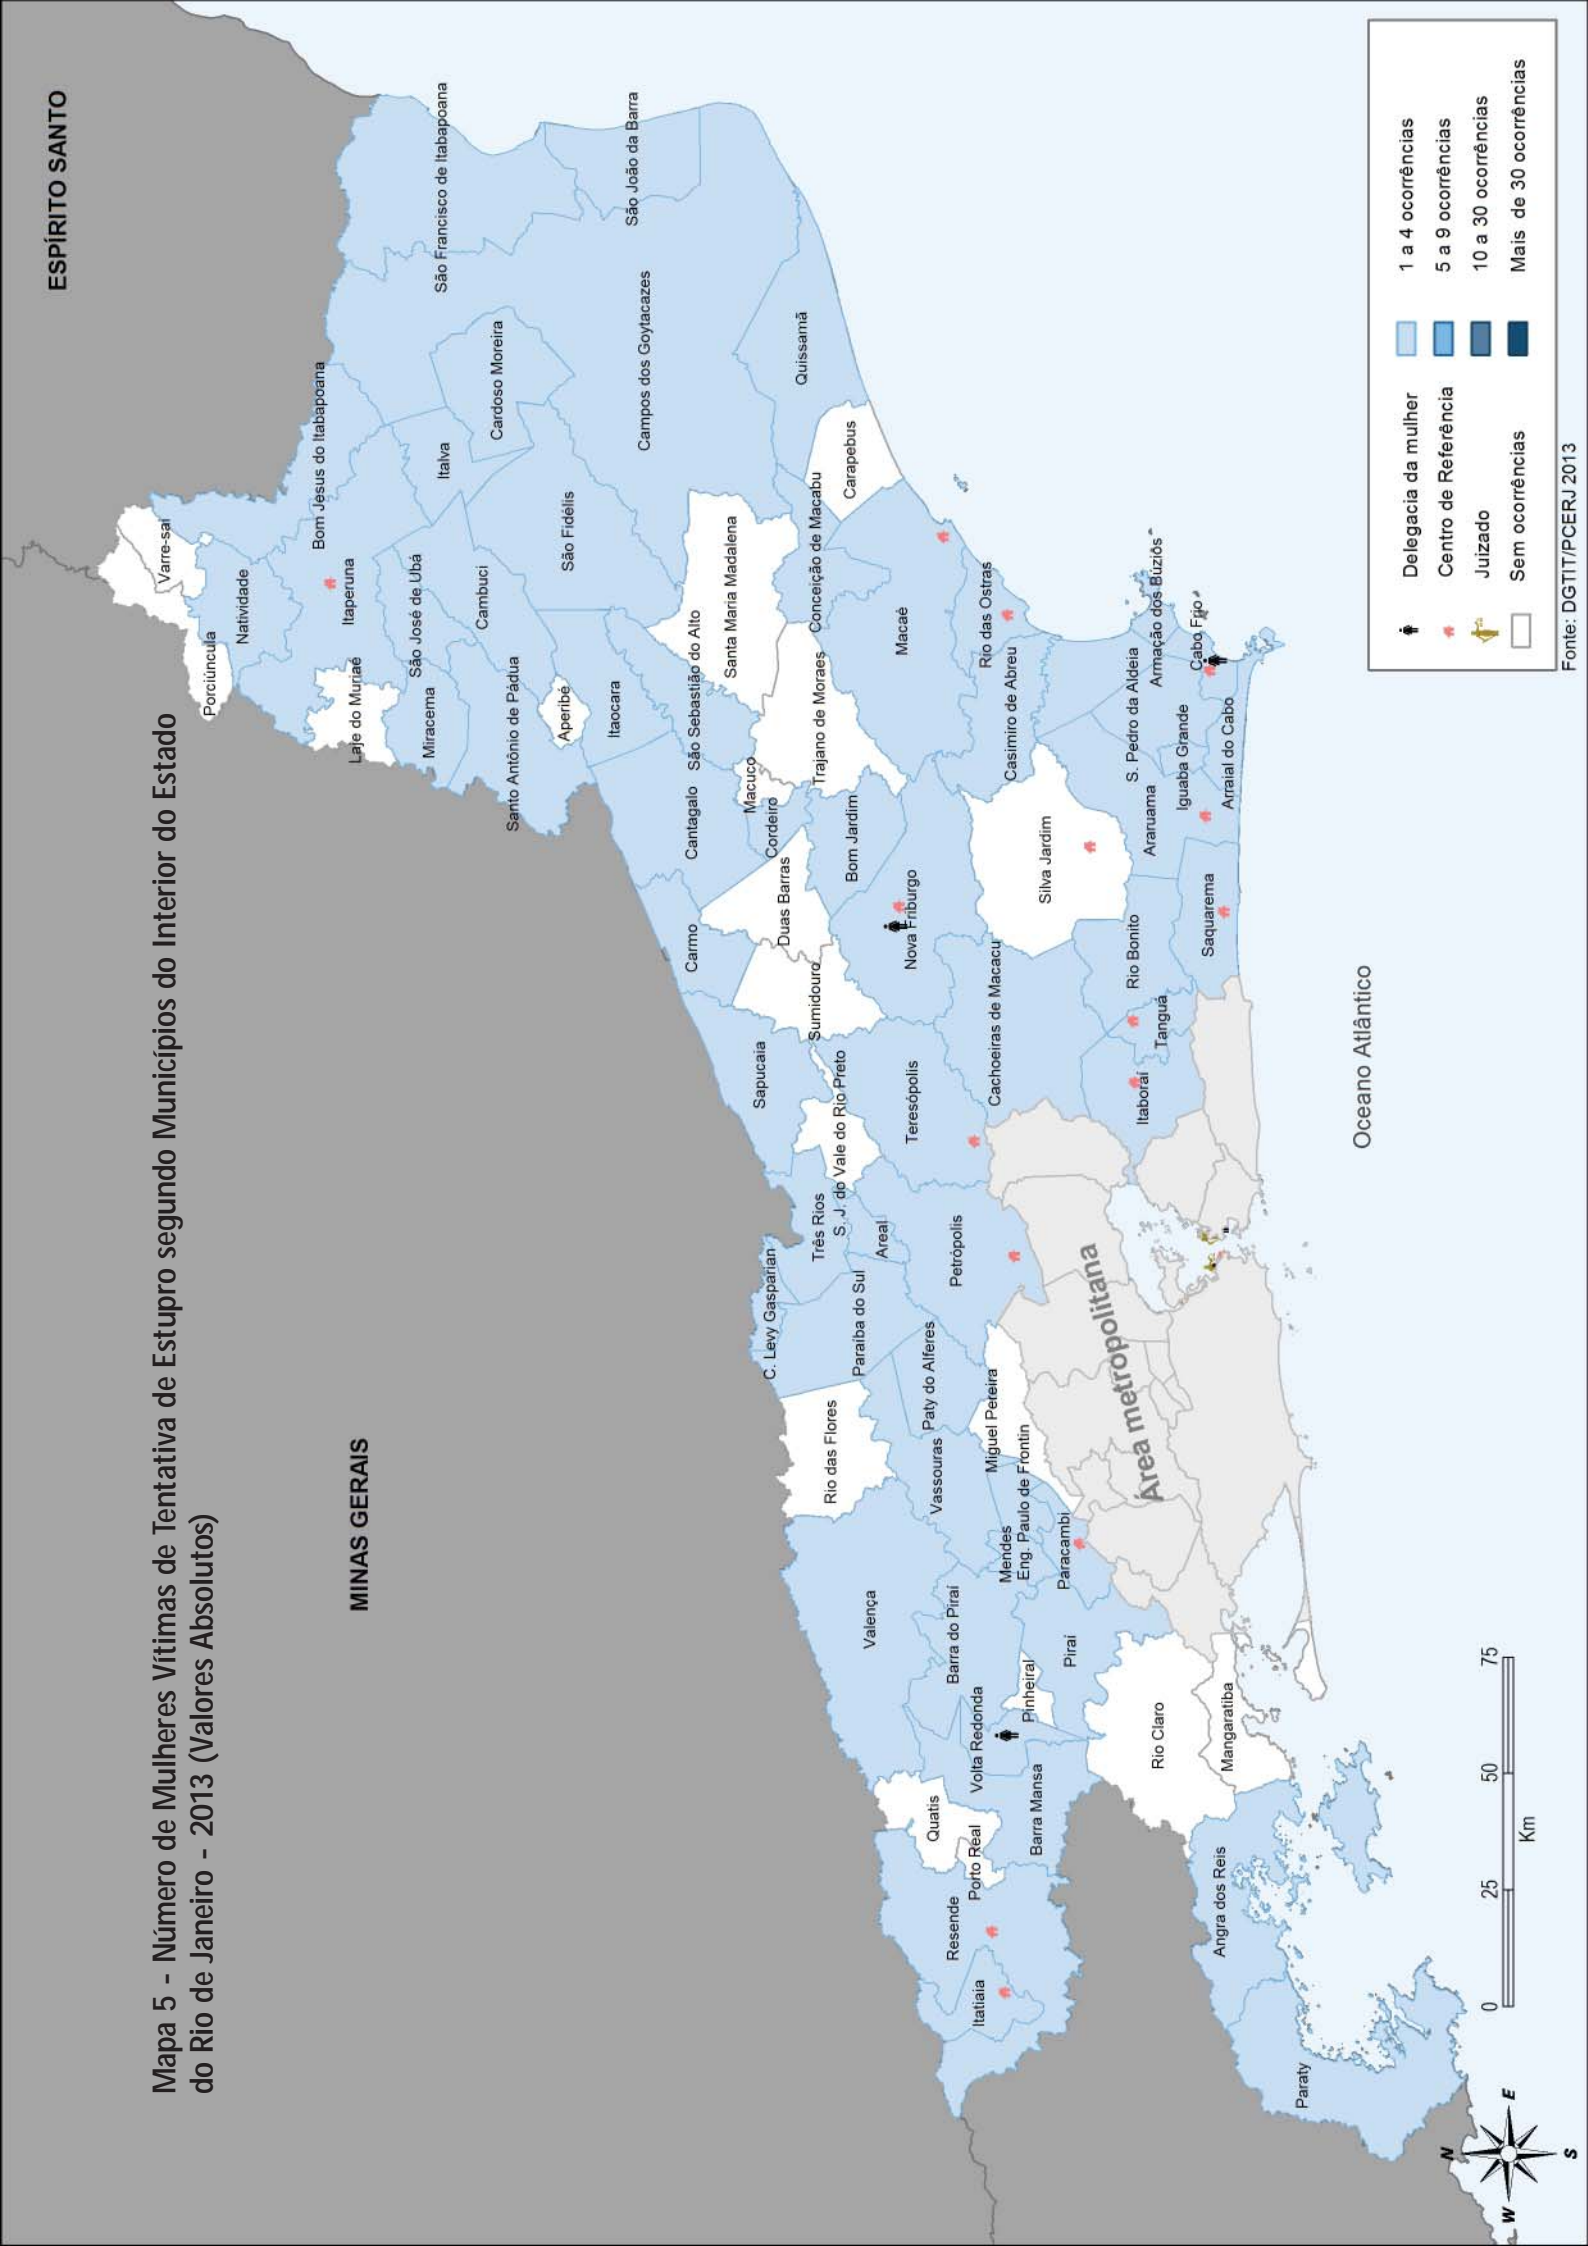 Mapa 5 - Número de Mulheres Vítimas de Tentativa de Estupro segundo Municípios do Interior do Estado
do Rio de Janeiro - 2013 (Valores Absolutos)
ESPÍRITO SANTO
MINAS GERAIS
Porciúncula
Varre-sai
Natividade
Bom Jesus do Itabapoana
Itaperuna
Laje do Muriaé
São José de Ubá
Miracema
Italva
São Francisco de Itabapoana
Cambuci
Cardoso Moreira
Santo Antônio de Pádua
São Fidélis
Aperibé
Itaocara
Campos dos Goytacazes
São João da Barra
Cantagalo
São Sebastião do Alto
Carmo
Santa Maria Madalena
Macuco
Cordeiro
Duas Barras
Sapucaia
Quissamã
Conceição de Macabu
Trajano de Moraes
Sumidouro
Carapebus
Bom Jardim
C. Levy Gasparian
Três Rios
S. J. do Vale do Rio Preto
Rio das Flores
Paraíba do Sul
Areal
Valença
Macaé
Nova Friburgo
Teresópolis
Paty do Alferes
Vassouras
Petrópolis
Quatis
Resende
Barra do Piraí
Porto Real
Volta Redonda
Itatiaia
Rio das Ostras
Casimiro de Abreu
Cachoeiras de Macacu
Miguel Pereira
Mendes
Eng. Paulo de Frontin
Pinheiral
Barra Mansa
Silva Jardim
Paracambi
Piraí
Área metropolitana
Armação dos Búziós
S. Pedro da Aldeia
Araruama
Rio Bonito
Tanguá
Itaboraí
Rio Claro
Cabo Frio
Iguaba Grande
Arraial do Cabo
Saquarema
Mangaratiba
Angra dos Reis
Paraty
Oceano Atlântico
Delegacia da mulher
Centro de Referência
Juizado
Sem ocorrências
1 a 4 ocorrências
5 a 9 ocorrências
10 a 30 ocorrências
Mais de 30 ocorrências
Fonte: DGTIT/PCERJ 2013
0 25 50 75
Km
N
W E
S